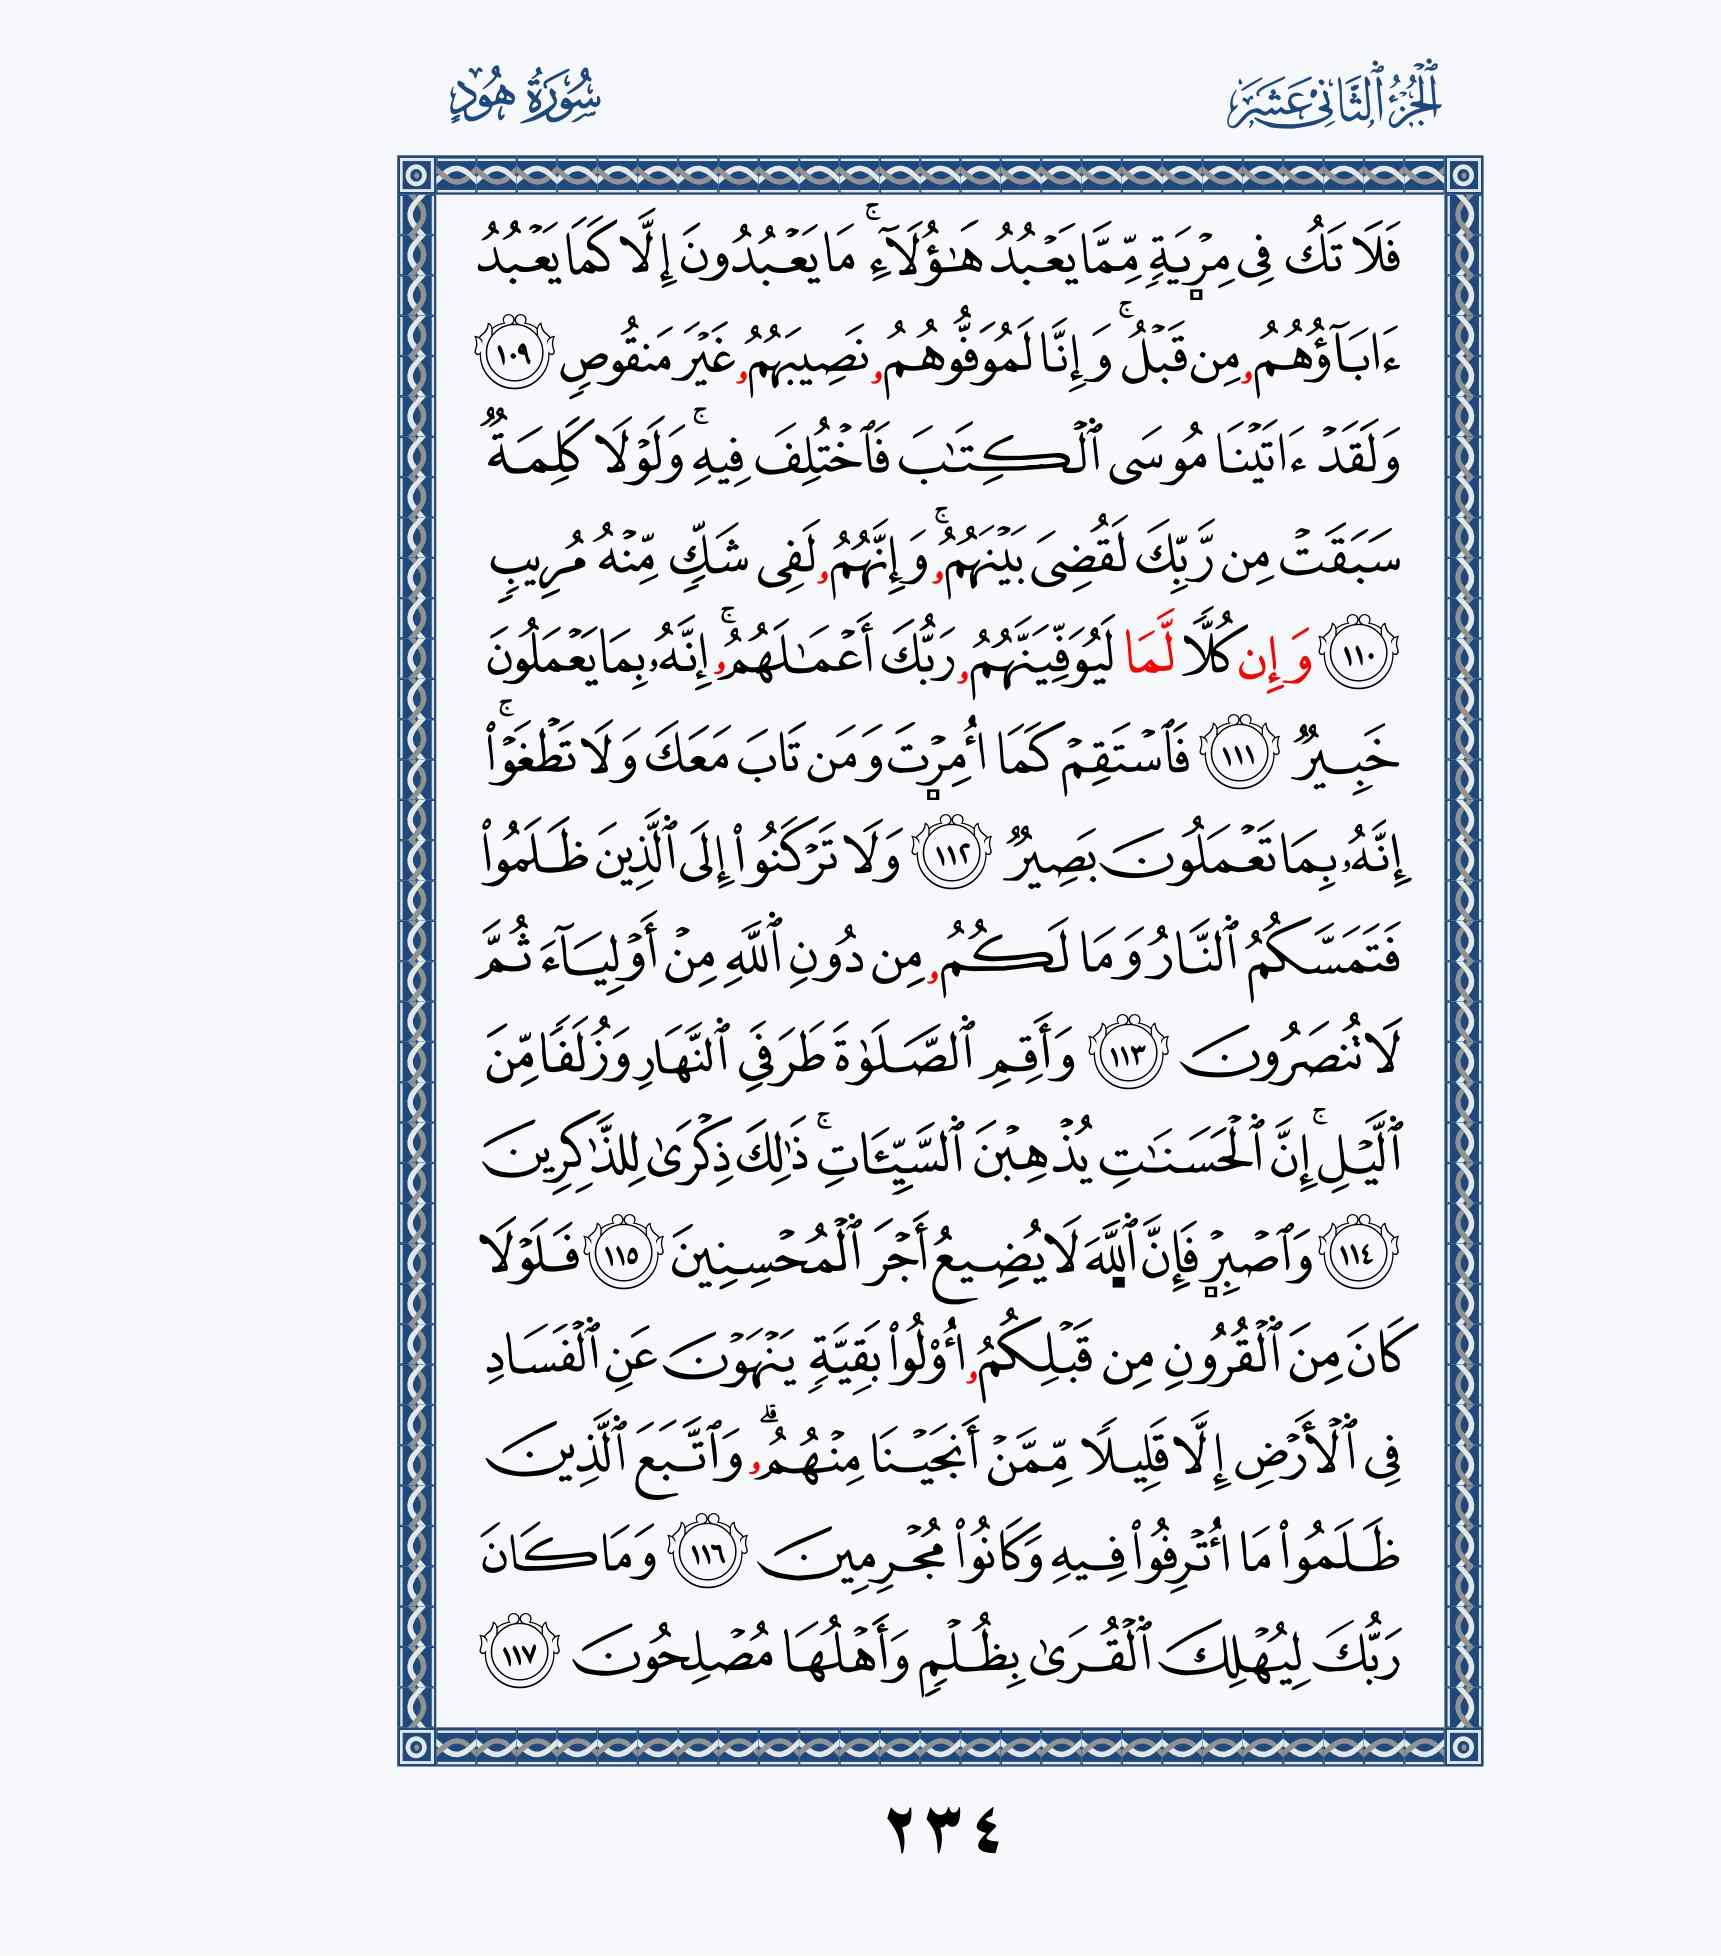 ٱلْجُزْءُ ٱلثَّانِى عَشَرَ
سُورَةُ هُودٍ
فَلَا تَكُ فِى مِرْيَةٍ مِّمَّا يَعْبُدُ هَٰٓؤُلَآءِ ۚ مَا يَعْبُدُونَ إِلَّا كَمَا يَعْبُدُ
ءَابَآؤُهُمُۥ مِن قَبْلُ ۚ وَإِنَّا لَمُوَفُّوهُمُۥ نَصِيبَهُمُۥ غَيْرَ مَنقُوصٍ ١٠٩
وَلَقَدْ ءَاتَيْنَا مُوسَى ٱلْكِتَٰبَ فَٱخْتُلِفَ فِيهِ ۚ وَلَوْلَا كَلِمَةٌ
سَبَقَتْ مِن رَّبِّكَ لَقُضِىَ بَيْنَهُمُۥ ۚ وَإِنَّهُمُۥ لَفِى شَكٍّ مِّنْهُ مُرِيبٍ
١١٠ وَإِن كُلًّا لَّمَا لَيُوَفِّيَنَّهُمُۥ رَبُّكَ أَعْمَٰلَهُمُۥ ۚ إِنَّهُۥ بِمَا يَعْمَلُونَ
خَبِيرٌ ١١١ فَٱسْتَقِمْ كَمَا أُمِرْتَ وَمَن تَابَ مَعَكَ وَلَا تَطْغَوْا۟ ۚ
إِنَّهُۥ بِمَا تَعْمَلُونَ بَصِيرٌ ١١٢ وَلَا تَرْكَنُوا۟ إِلَى ٱلَّذِينَ ظَلَمُوا۟
فَتَمَسَّكُمُ ٱلنَّارُ وَمَا لَكُمُۥ مِن دُونِ ٱللَّهِ مِنْ أَوْلِيَآءَ ثُمَّ
لَا تُنصَرُونَ ١١٣ وَأَقِمِ ٱلصَّلَوٰةَ طَرَفَىِ ٱلنَّهَارِ وَزُلَفًا مِّنَ
ٱلَّيْلِ ۚ إِنَّ ٱلْحَسَنَٰتِ يُذْهِبْنَ ٱلسَّيِّـَٔاتِ ۚ ذَٰلِكَ ذِكْرَىٰ لِلذَّٰكِرِينَ
١١٤ وَٱصْبِرْ فَإِنَّ ٱللَّهَ لَا يُضِيعُ أَجْرَ ٱلْمُحْسِنِينَ ١١٥ فَلَوْلَا
كَانَ مِنَ ٱلْقُرُونِ مِن قَبْلِكُمُۥ أُو۟لُوا۟ بَقِيَّةٍ يَنْهَوْنَ عَنِ ٱلْفَسَادِ
فِى ٱلْأَرْضِ إِلَّا قَلِيلًا مِّمَّنْ أَنجَيْنَا مِنْهُمُۥ ۗ وَٱتَّبَعَ ٱلَّذِينَ
ظَلَمُوا۟ مَا أُتْرِفُوا۟ فِيهِ وَكَانُوا۟ مُجْرِمِينَ ١١٦ وَمَا كَانَ
رَبُّكَ لِيُهْلِكَ ٱلْقُرَىٰ بِظُلْمٍ وَأَهْلُهَا مُصْلِحُونَ ١١٧
٢٣٤